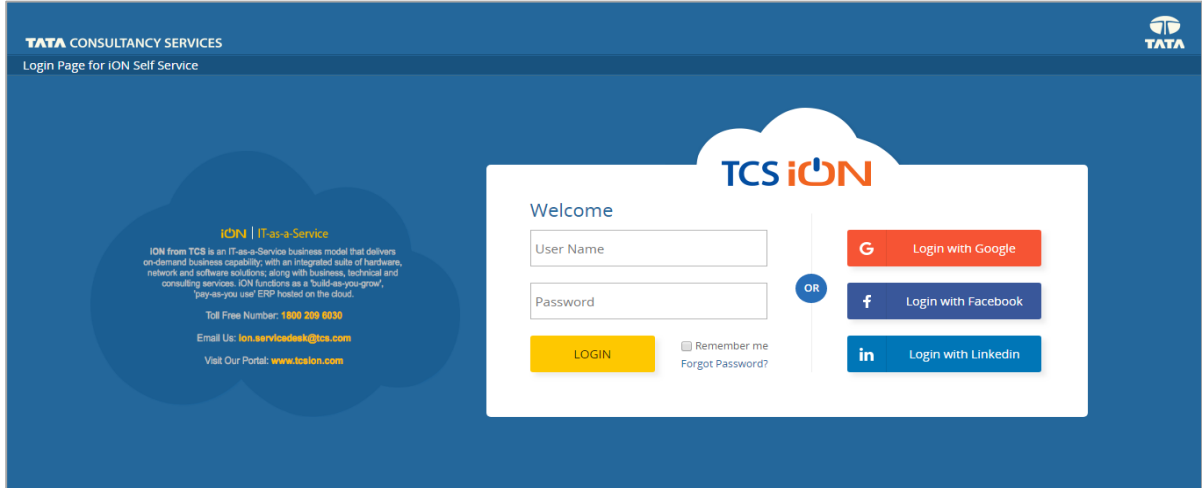 TATA CONSULTANCY SERVICES
TATA
Login Page for iON Self Service
TCS iON
iON | IT-as-a-Service
iON from TCS is an IT-as-a-Service business model that delivers
on-demand business capability; with an integrated suite of hardware,
network and software solutions; along with business, technical and
consulting services. iON functions as a 'build-as-you-grow',
'pay-as-you use' ERP hosted on the cloud.
Toll Free Number: 1800 209 6030
Email Us: ion.servicedesk@tcs.com
Visit Our Portal: www.tcsion.com
Welcome
User Name
Password
LOGIN
Remember me
Forgot Password?
OR
G Login with Google
f Login with Facebook
in Login with Linkedin